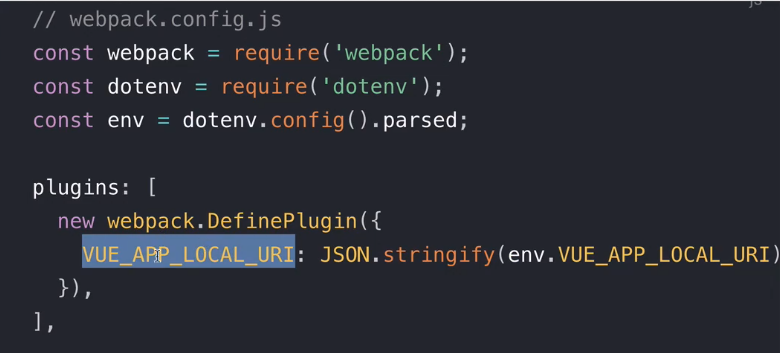 js
// webpack.config.js
const webpack = require('webpack');
const dotenv = require('dotenv');
const env = dotenv.config().parsed;
plugins: [
new webpack.DefinePlugin({
VUE_APP_LOCAL_URI: JSON.stringify(env.VUE_APP_LOCAL_URI)
}),
],